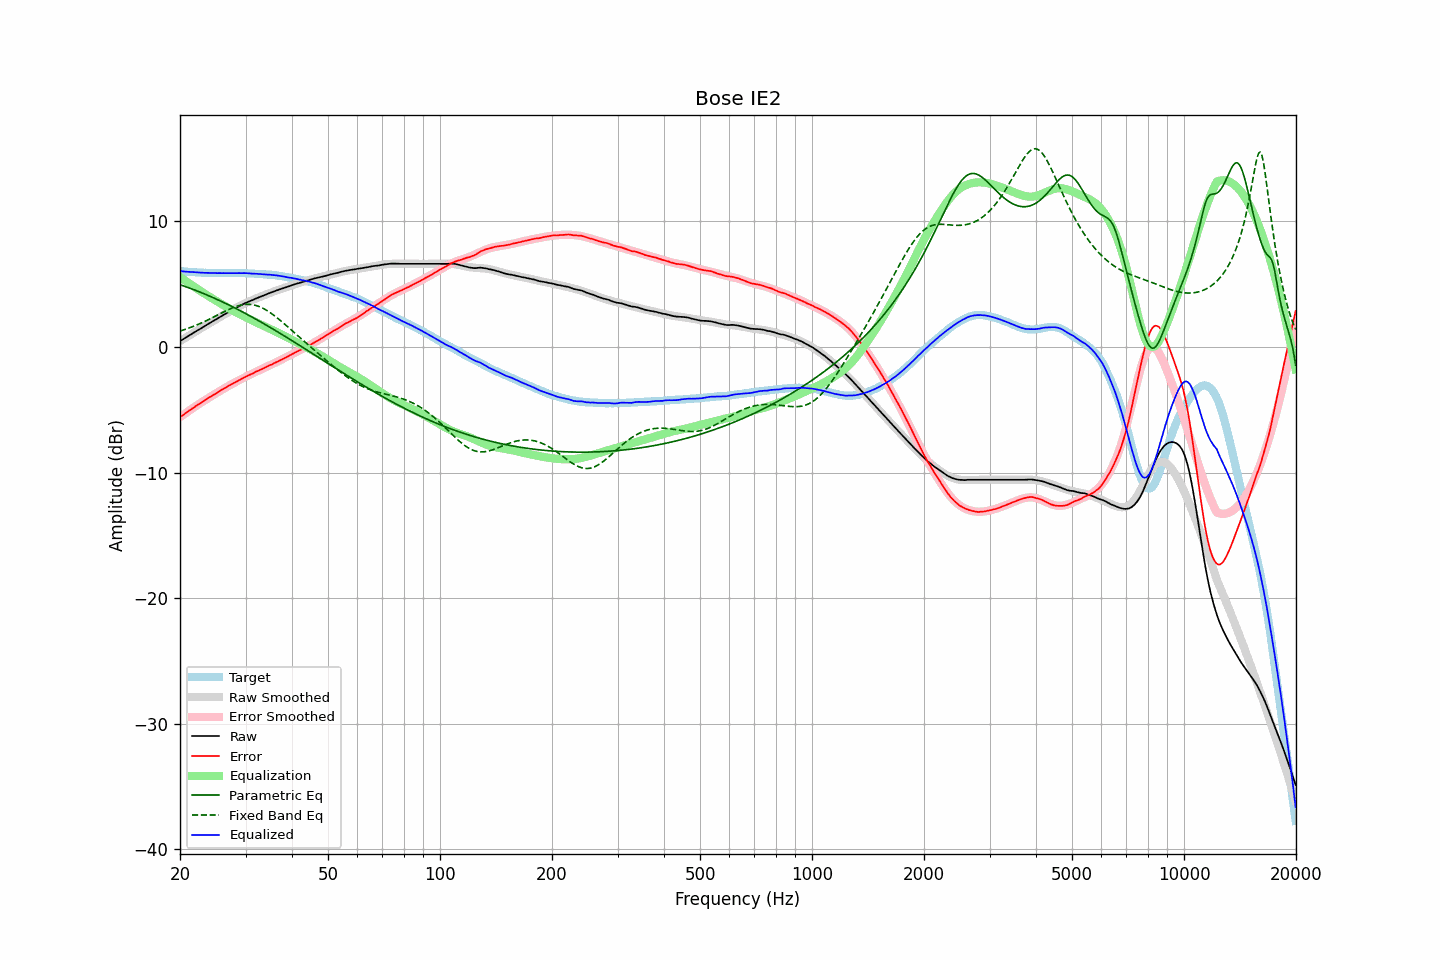 Bose IE2
Amplitude (dBr)
10
0
−10
−20
−30
−40
Target
Raw Smoothed
Error Smoothed
Raw
Error
Equalization
Parametric Eq
Fixed Band Eq
Equalized
20 50 100 200 500 1000 2000 5000 10000 20000
Frequency (Hz)